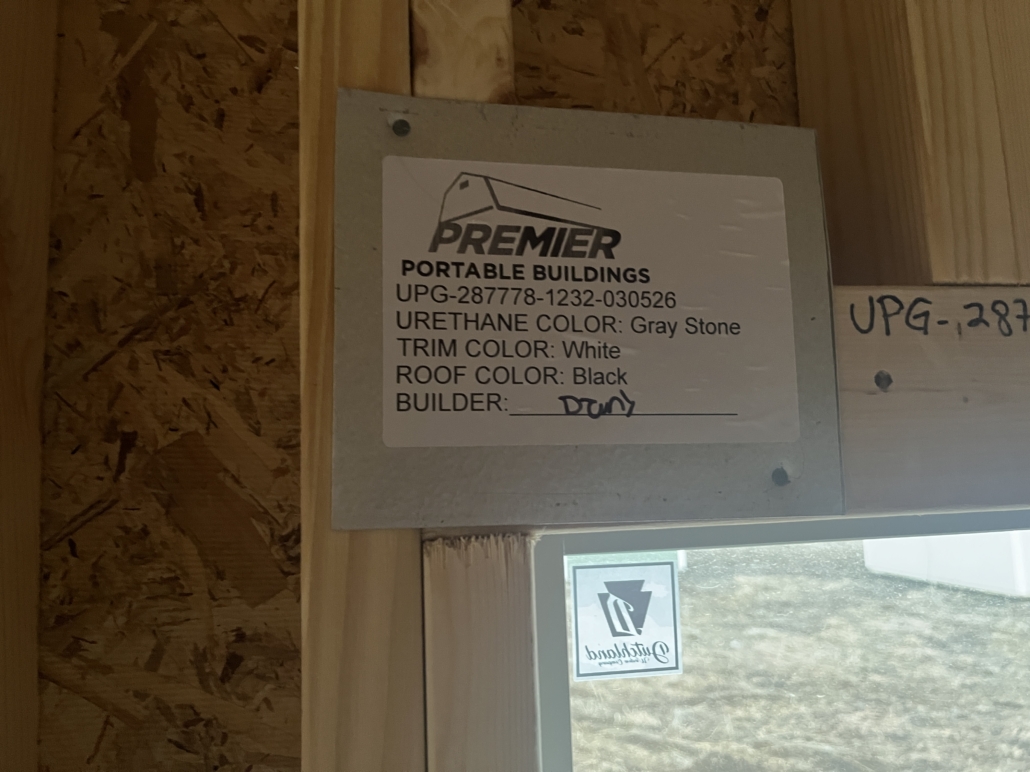 PREMIER
PORTABLE BUILDINGS
UPG-287778-1232-030526
URETHANE COLOR: Gray Stone
TRIM COLOR: White
ROOF COLOR: Black
BUILDER:
UPG-287
Dutchland